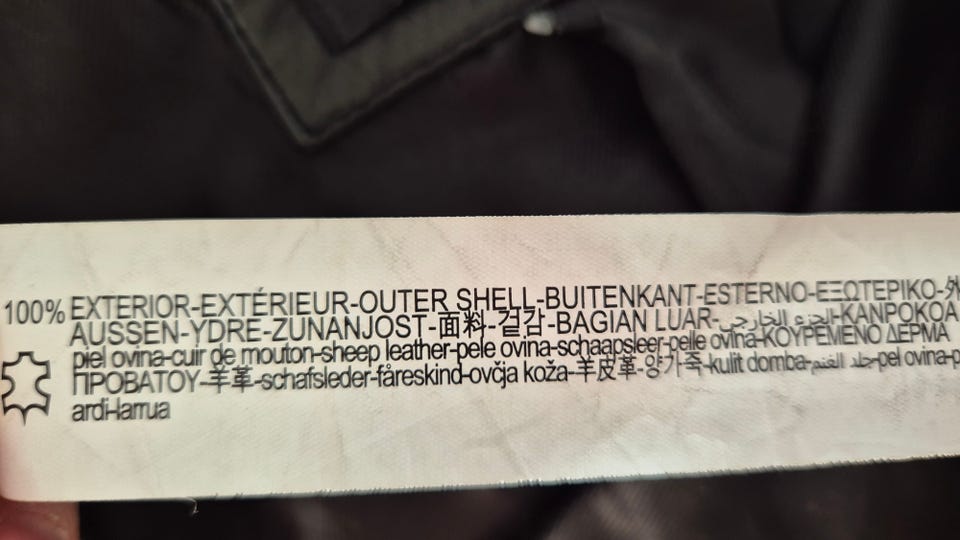 100% EXTERIOR-EXTÉRIEUR-OUTER SHELL-BUITENKANT-ESTERNO-ΕΞΩΤΕΡΙΚΟ-外
AUSSEN-YDRE-ZUNANJOST-面料-겉감-BAGIAN LUAR-الجزء الخارجي-KANPOKOA
piel ovina-cuir de mouton-sheep leather-pele ovina-schaapsleer-pelle ovina-ΚΟΥΡΕΜΕΝΟ ΔΕΡΜΑ
ΠΡΟΒΑΤΟΥ-羊革-schafsleder-fåreskind-ovčja koža-羊皮革-양가죽-kulit domba-جلد الغنم-pel ovina-p
ardi-larrua